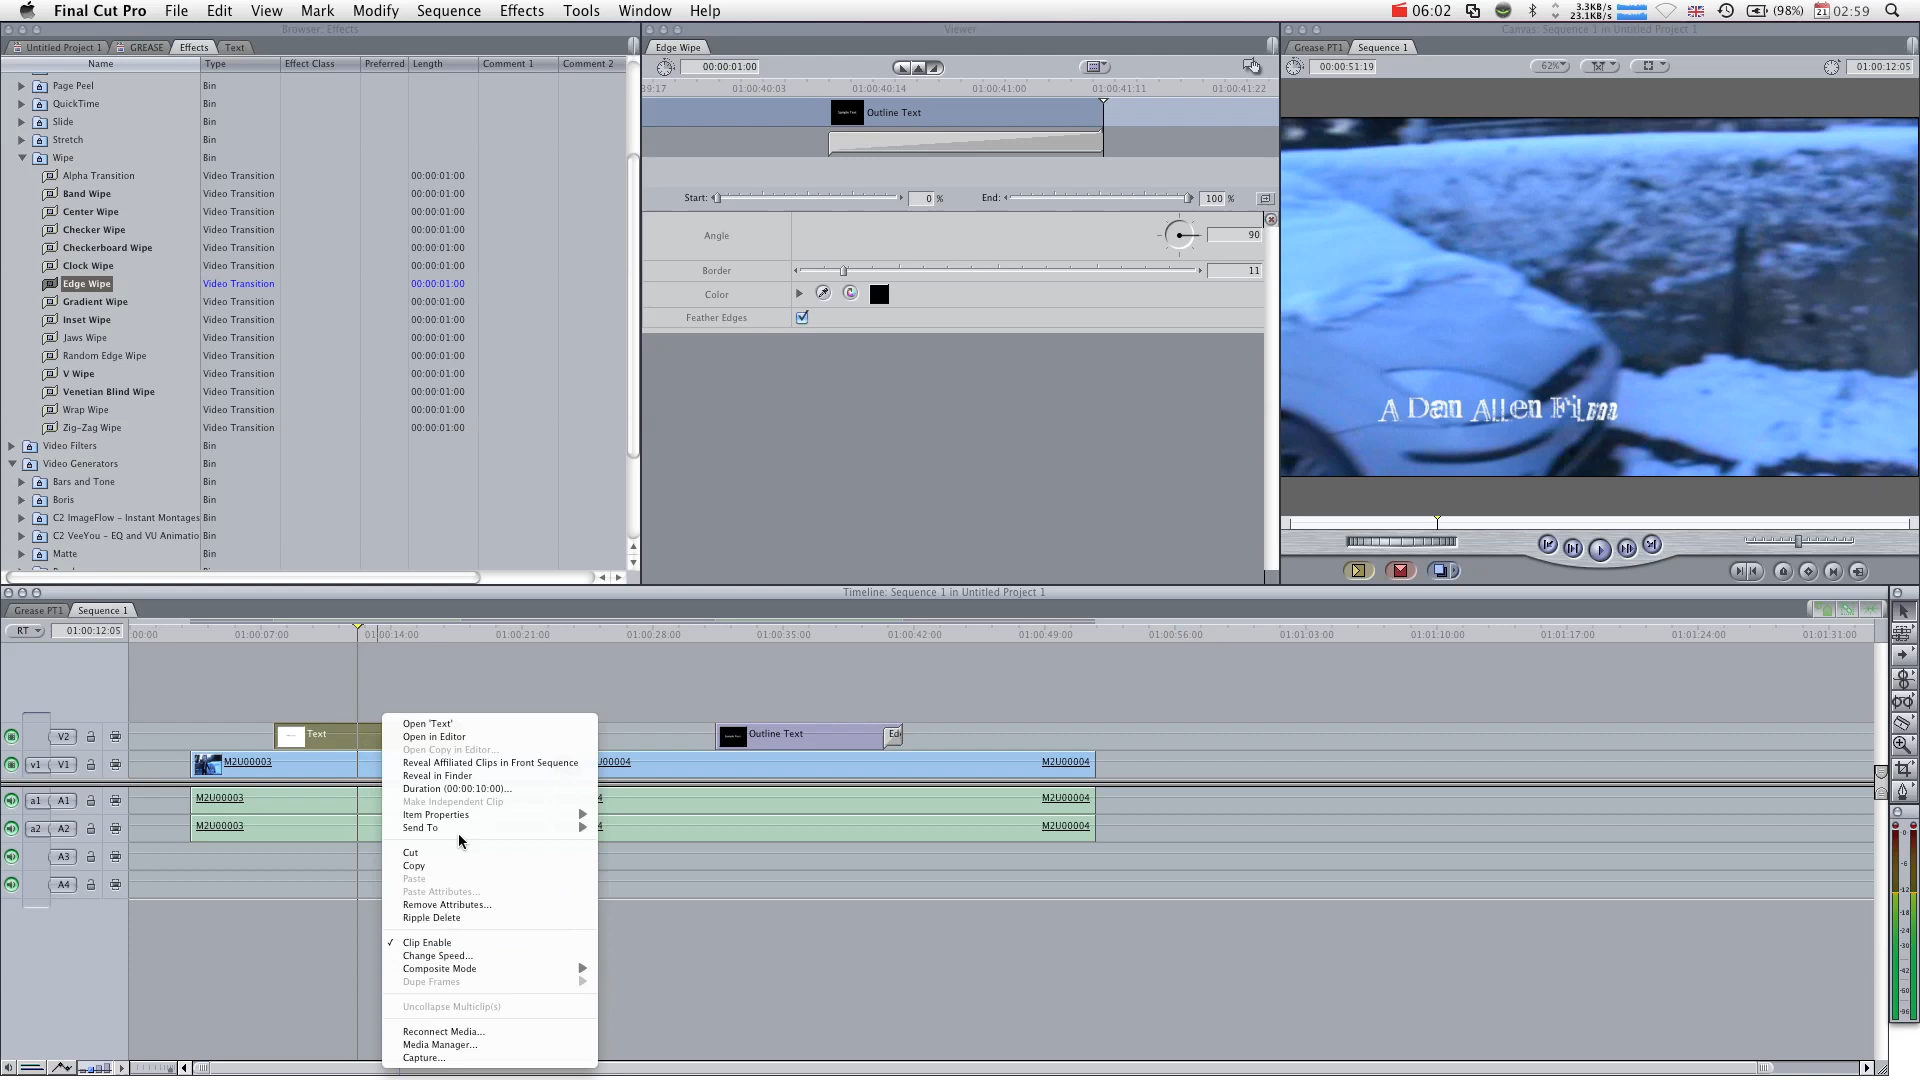 Final Cut Pro File Edit View Mark Modify Sequence Effects Tools Window Help
06:02 3.3KB/s 23.1KB/s (98%) 21 02:59
Browser: Effects
Untitled Project 1 GREASE Effects Text
Name Type Effect Class Preferred Length Comment 1 Comment 2
Page Peel Bin
QuickTime Bin
Slide Bin
Stretch Bin
Wipe Bin
Alpha Transition Video Transition 00:00:01:00
Band Wipe Video Transition 00:00:01:00
Center Wipe Video Transition 00:00:01:00
Checker Wipe Video Transition 00:00:01:00
Checkerboard Wipe Video Transition 00:00:01:00
Clock Wipe Video Transition 00:00:01:00
Edge Wipe Video Transition 00:00:01:00
Gradient Wipe Video Transition 00:00:01:00
Inset Wipe Video Transition 00:00:01:00
Jaws Wipe Video Transition 00:00:01:00
Random Edge Wipe Video Transition 00:00:01:00
V Wipe Video Transition 00:00:01:00
Venetian Blind Wipe Video Transition 00:00:01:00
Wrap Wipe Video Transition 00:00:01:00
Zig-Zag Wipe Video Transition 00:00:01:00
Video Filters Bin
Video Generators Bin
Bars and Tone Bin
Boris Bin
C2 ImageFlow - Instant Montages Bin
C2 VeeYou - EQ and VU Animatio Bin
Matte Bin
Viewer
Edge Wipe
00:00:01:00
39:17 01:00:40:03 01:00:40:14 01:00:41:00 01:00:41:11 01:00:41:22
Outline Text
Start: 0 % End: 100 %
Angle 90
Border 11
Color
Feather Edges
Canvas: Sequence 1 in Untitled Project 1
Grease PT1 Sequence 1
00:00:51:19 62% 01:00:12:05
A Dan Allen Film
Timeline: Sequence 1 in Untitled Project 1
Grease PT1 Sequence 1
RT 01:00:12:05 :00:00 01:00:07:00 01:00:14:00 01:00:21:00 01:00:28:00 01:00:35:00 01:00:42:00 01:00:49:00 01:00:56:00 01:01:03:00 01:01:10:00 01:01:17:00 01:01:24:00 01:01:31:00
V2 Text Outline Text Ed
v1 V1 M2U00003 U00004 M2U00004
a1 A1 M2U00003 4 M2U00004
a2 A2 M2U00003 4 M2U00004
A3
A4
Open 'Text'
Open in Editor
Open Copy in Editor...
Reveal Affiliated Clips in Front Sequence
Reveal in Finder
Duration (00:00:10:00)...
Make Independent Clip
Item Properties
Send To
Cut
Copy
Paste
Paste Attributes...
Remove Attributes...
Ripple Delete
✓ Clip Enable
Change Speed...
Composite Mode
Dupe Frames
Uncollapse Multiclip(s)
Reconnect Media...
Media Manager...
Capture...